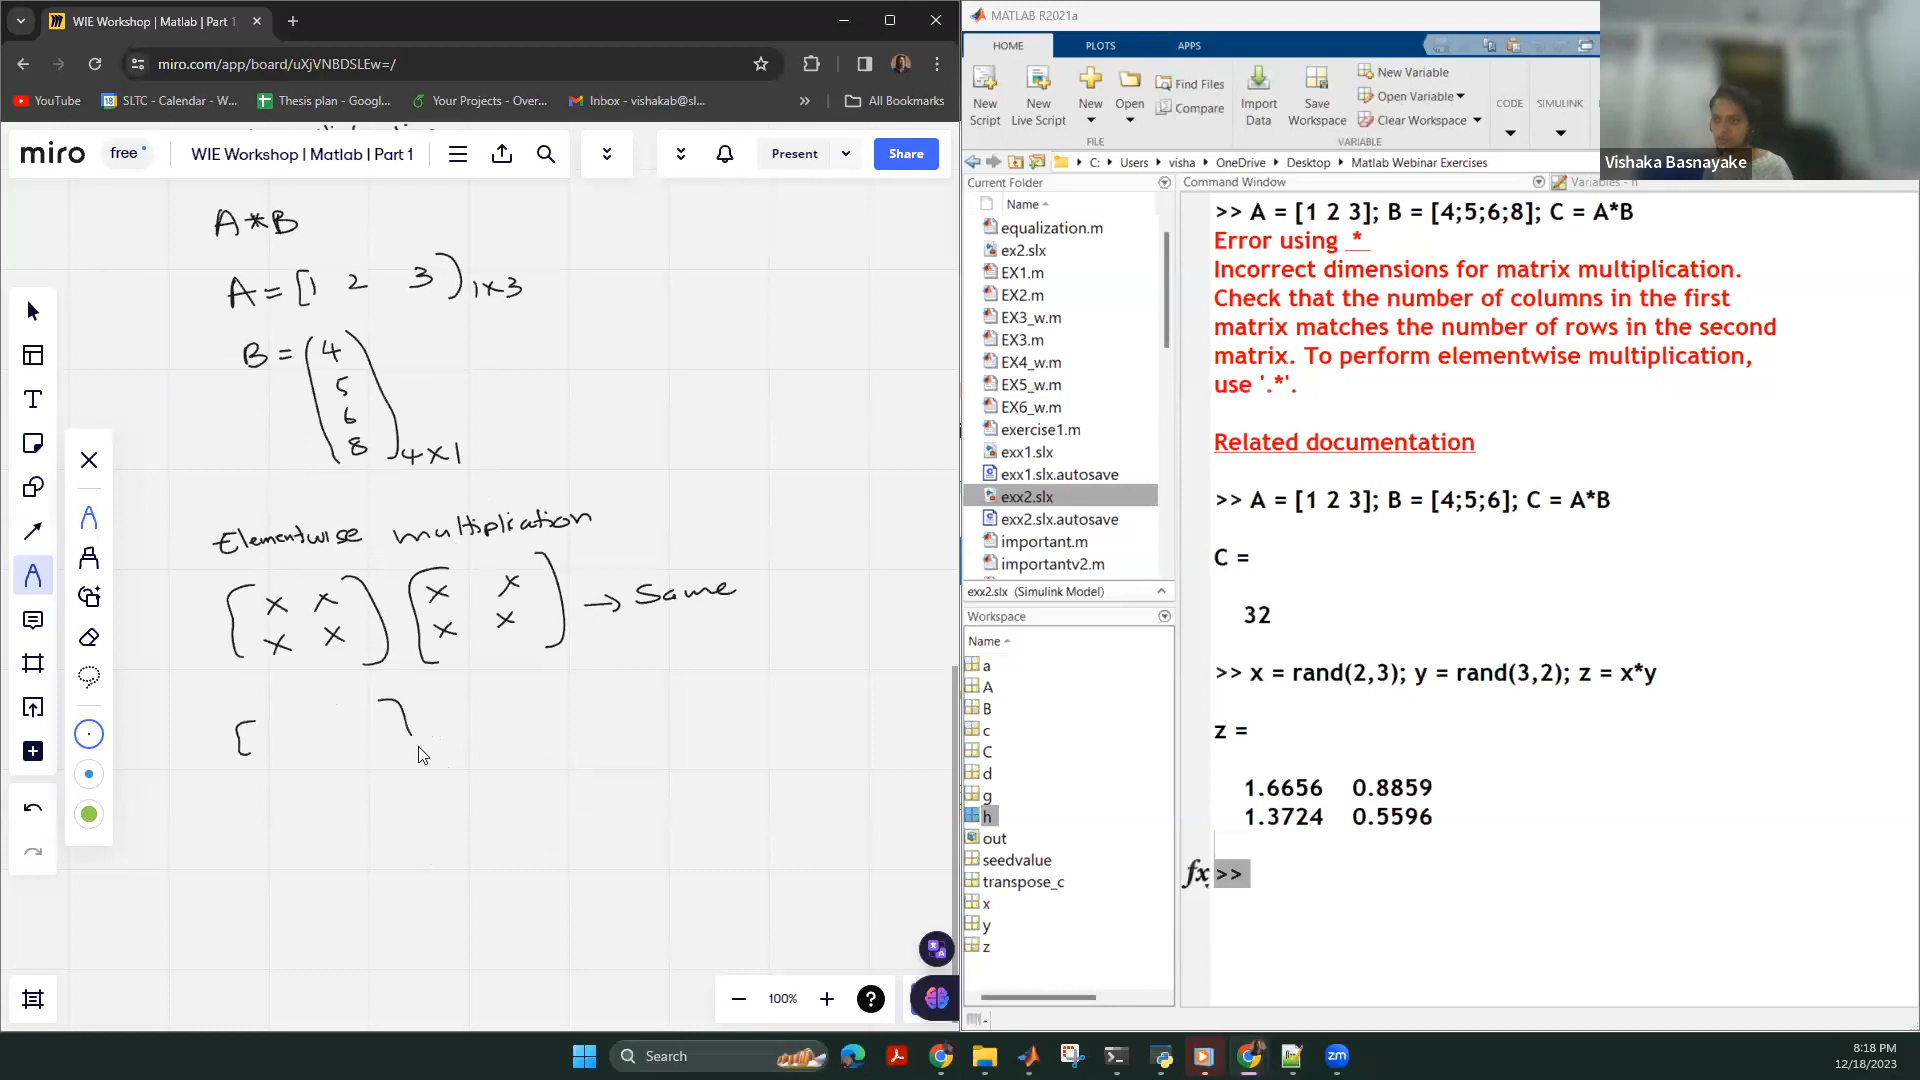 WIE Workshop | Matlab | Part 1
miro.com/app/board/uXjVNBDSLEw=/
YouTube
SLTC - Calendar - W...
Thesis plan - Googl...
Your Projects - Over...
Inbox - vishakab@sl...
All Bookmarks
miro
free
WIE Workshop | Matlab | Part 1
Present
Share
A*B
A = [1 2 3) 1x3
B = (4
5
6
8 4x1
Elementwise multiplication
[x x [x x → Same
x x x x
100%
MATLAB R2021a
HOME
PLOTS
APPS
New Script
New Live Script
New
Open
Find Files
Compare
Import Data
Save Workspace
New Variable
Open Variable
Clear Workspace
CODE
SIMULINK
FILE
VARIABLE
C: Users visha OneDrive Desktop Matlab Webinar Exercises
Vishaka Basnayake
Current Folder
Name
equalization.m
ex2.slx
EX1.m
EX2.m
EX3_w.m
EX3.m
EX4_w.m
EX5_w.m
EX6_w.m
exercise1.m
exx1.slx
exx1.slx.autosave
exx2.slx
exx2.slx.autosave
important.m
importantv2.m
exx2.slx (Simulink Model)
Workspace
Name
a
A
B
c
C
d
g
h
out
seedvalue
transpose_c
x
y
z
Command Window
Variables - h
>> A = [1 2 3]; B = [4;5;6;8]; C = A*B
Error using *
Incorrect dimensions for matrix multiplication.
Check that the number of columns in the first
matrix matches the number of rows in the second
matrix. To perform elementwise multiplication,
use '.*'.
Related documentation
>> A = [1 2 3]; B = [4;5;6]; C = A*B
C =
32
>> x = rand(2,3); y = rand(3,2); z = x*y
z =
1.6656 0.8859
1.3724 0.5596
fx >>
Search
8:18 PM
12/18/2023